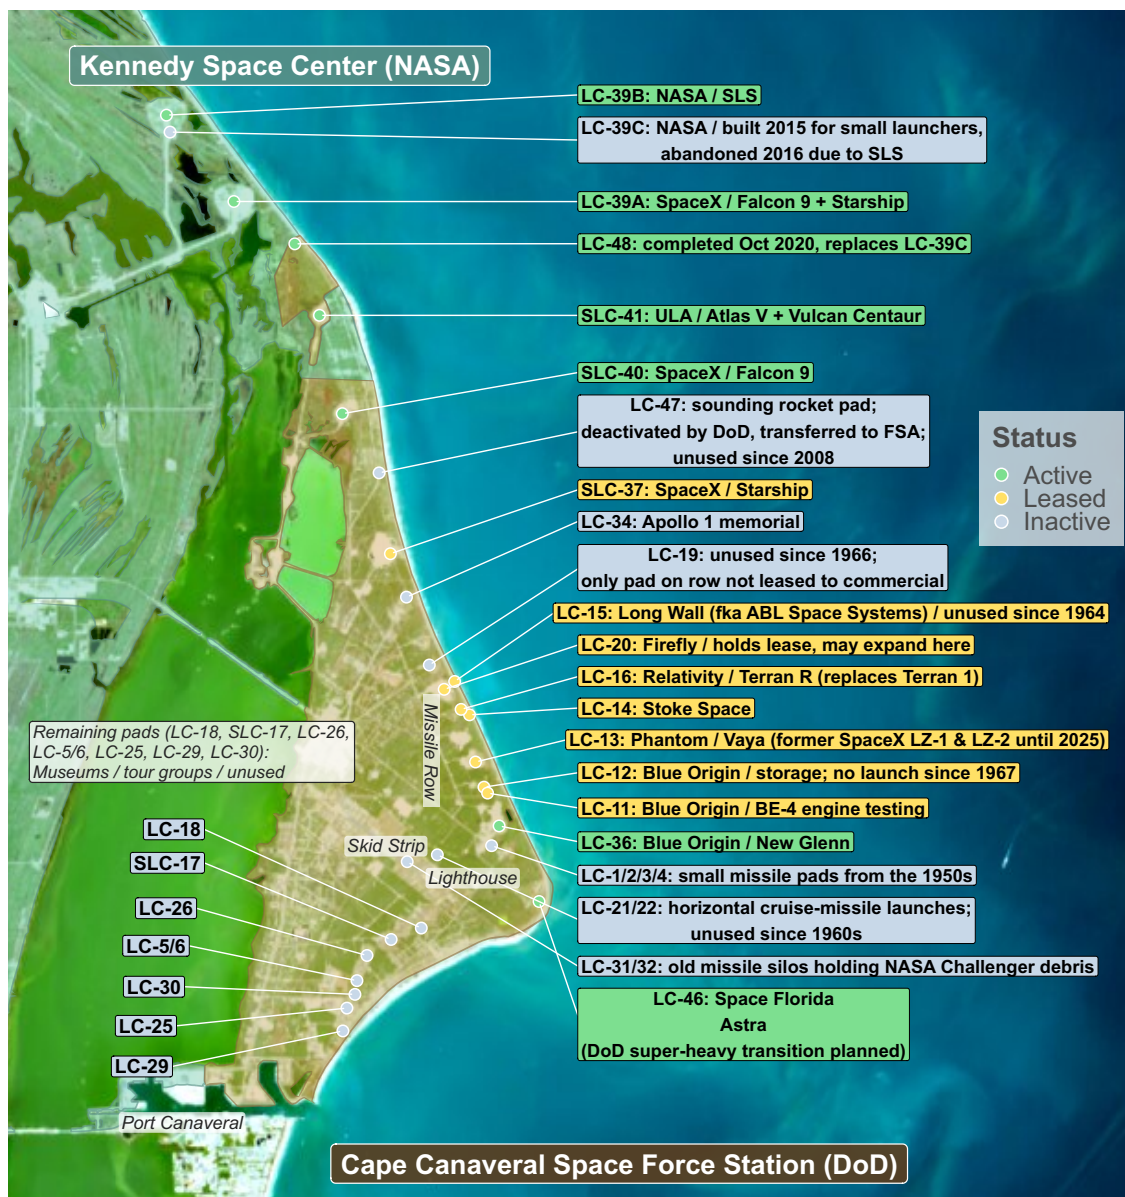 Kennedy Space Center (NASA)
LC-39B: NASA / SLS
LC-39C: NASA / built 2015 for small launchers,
abandoned 2016 due to SLS
LC-39A: SpaceX / Falcon 9 + Starship
LC-48: completed Oct 2020, replaces LC-39C
SLC-41: ULA / Atlas V + Vulcan Centaur
SLC-40: SpaceX / Falcon 9
LC-47: sounding rocket pad;
deactivated by DoD, transferred to FSA;
unused since 2008
Status
Active
Leased
Inactive
SLC-37: SpaceX / Starship
LC-34: Apollo 1 memorial
LC-19: unused since 1966;
only pad on row not leased to commercial
LC-15: Long Wall (fka ABL Space Systems) / unused since 1964
LC-20: Firefly / holds lease, may expand here
LC-16: Relativity / Terran R (replaces Terran 1)
LC-14: Stoke Space
LC-13: Phantom / Vaya (former SpaceX LZ-1 & LZ-2 until 2025)
LC-12: Blue Origin / storage; no launch since 1967
LC-11: Blue Origin / BE-4 engine testing
LC-36: Blue Origin / New Glenn
LC-1/2/3/4: small missile pads from the 1950s
LC-21/22: horizontal cruise-missile launches;
unused since 1960s
LC-31/32: old missile silos holding NASA Challenger debris
LC-46: Space Florida
Astra
(DoD super-heavy transition planned)
Missile Row
Remaining pads (LC-18, SLC-17, LC-26,
LC-5/6, LC-25, LC-29, LC-30):
Museums / tour groups / unused
Skid Strip
Lighthouse
LC-18
SLC-17
LC-26
LC-5/6
LC-30
LC-25
LC-29
Port Canaveral
Cape Canaveral Space Force Station (DoD)